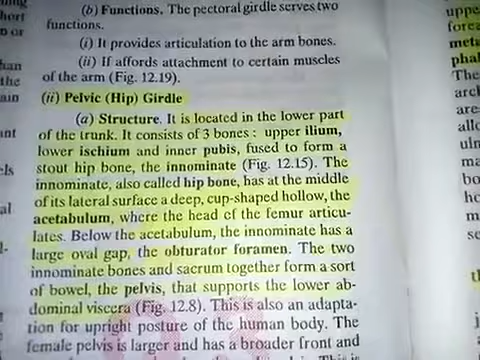 (b) Functions. The pectoral girdle serves two
functions.
(i) It provides articulation to the arm bones.
(ii) If affords attachment to certain muscles
of the arm (Fig. 12.19).
(ii) Pelvic (Hip) Girdle
(a) Structure. It is located in the lower part
of the trunk. It consists of 3 bones : upper ilium,
lower ischium and inner pubis, fused to form a
stout hip bone, the innominate (Fig. 12.15). The
innominate, also called hip bone, has at the middle
of its lateral surface a deep, cup-shaped hollow, the
acetabulum, where the head of the femur articu-
lates. Below the acetabulum, the innominate has a
large oval gap, the obturator foramen. The two
innominate bones and sacrum together form a sort
of bowel, the pelvis, that supports the lower ab-
dominal viscera (Fig. 12.8). This is also an adapta-
tion for upright posture of the human body. The
female pelvis is larger and has a broader front and